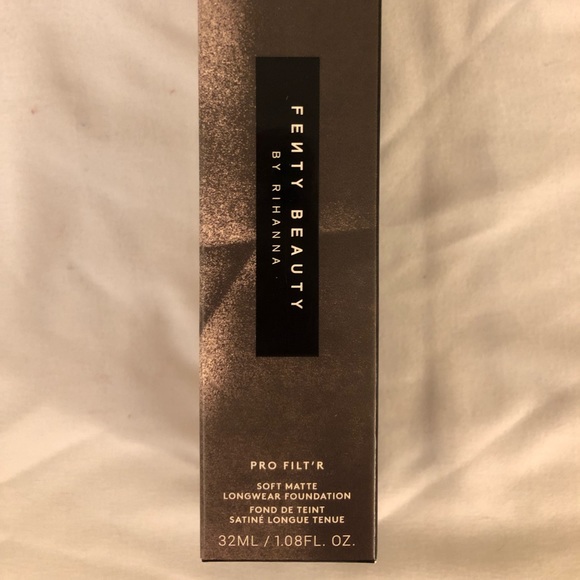 FEИTY BEAUTY
BY RIHANNA
PRO FILT'R
SOFT MATTE
LONGWEAR FOUNDATION
FOND DE TEINT
SATINÉ LONGUE TENUE
32ML / 1.08FL. OZ.